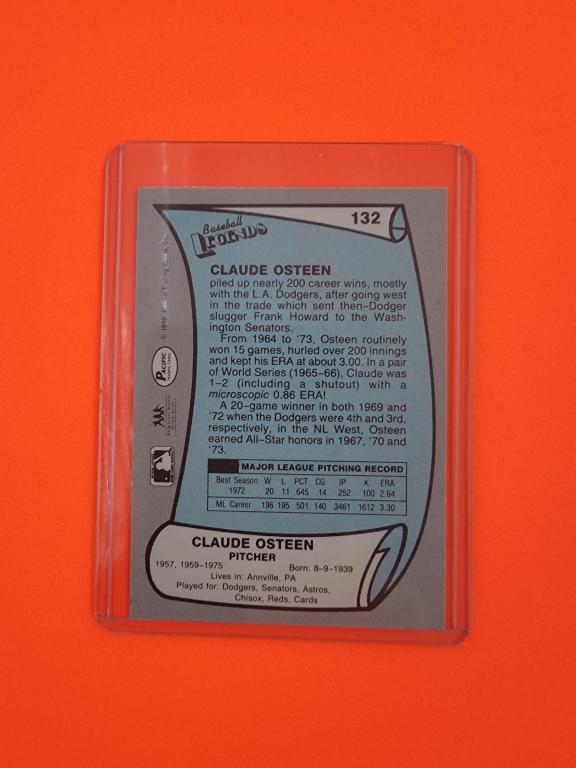 132
Baseball
LEGENDS
CLAUDE OSTEEN
piled up nearly 200 career wins, mostly
with the L.A. Dodgers, after going west
in the trade which sent then-Dodger
slugger Frank Howard to the Wash-
ington Senators.
From 1964 to '73, Osteen routinely
won 15 games, hurled over 200 innings
and kept his ERA at about 3.00. In a pair
of World Series (1965-66), Claude was
1-2 (including a shutout) with a
microscopic 0.86 ERA!
A 20-game winner in both 1969 and
'72 when the Dodgers were 4th and 3rd,
respectively, in the NL West, Osteen
earned All-Star honors in 1967, '70 and
'73.
MAJOR LEAGUE PITCHING RECORD
Best Season W L PCT CG IP K ERA
1972 20 11 .645 14 252 100 2.64
ML Career 196 195 .501 140 3461 1612 3.30
CLAUDE OSTEEN
PITCHER
1957, 1959-1975 Born: 8-9-1939
Lives in: Annville, PA
Played for: Dodgers, Senators, Astros,
Chisox, Reds, Cards
PACIFIC